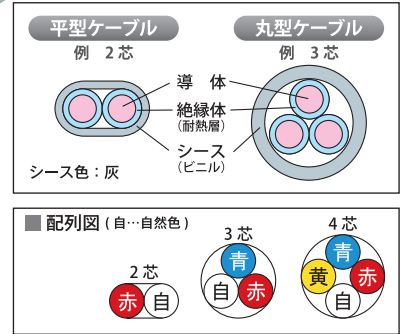 平型ケーブル
例 2芯
丸型ケーブル
例 3芯
導 体
絶縁体
(耐熱層)
シース
(ビニル)
シース色：灰
■ 配列図 (自…自然色)
2芯
赤 自
3芯
青
自 赤
4芯
青
黄 赤
自